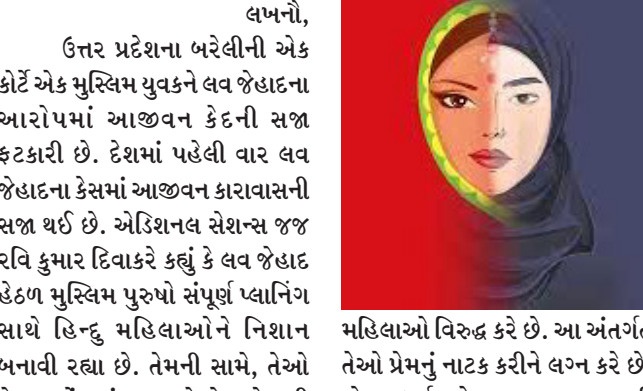 લખનૌ,
ઉત્તર પ્રદેશના બરેલીની એક
કોર્ટે એક મુસ્લિમ યુવકને લવ જેહાદના
આરોપમાં આજીવન કેદની સજા
ફટકારી છે. દેશમાં પહેલી વાર લવ
જેહાદના કેસમાં આજીવન કારાવાસની
સજા થઈ છે. એડિશનલ સેશન્સ જજ
રવિ કુમાર દિવાકરે કહ્યું કે લવ જેહાદ
હેઠળ મુસ્લિમ પુરુષો સંપૂર્ણ પ્લાનિંગ
સાથે હિન્દુ મહિલાઓને નિશાન
બનાવી રહ્યા છે. તેમની સામે, તેઓ
મહિલાઓ વિરુદ્ધ કરે છે. આ અંતર્ગત
તેઓ પ્રેમનું નાટક કરીને લગ્ન કરે છે